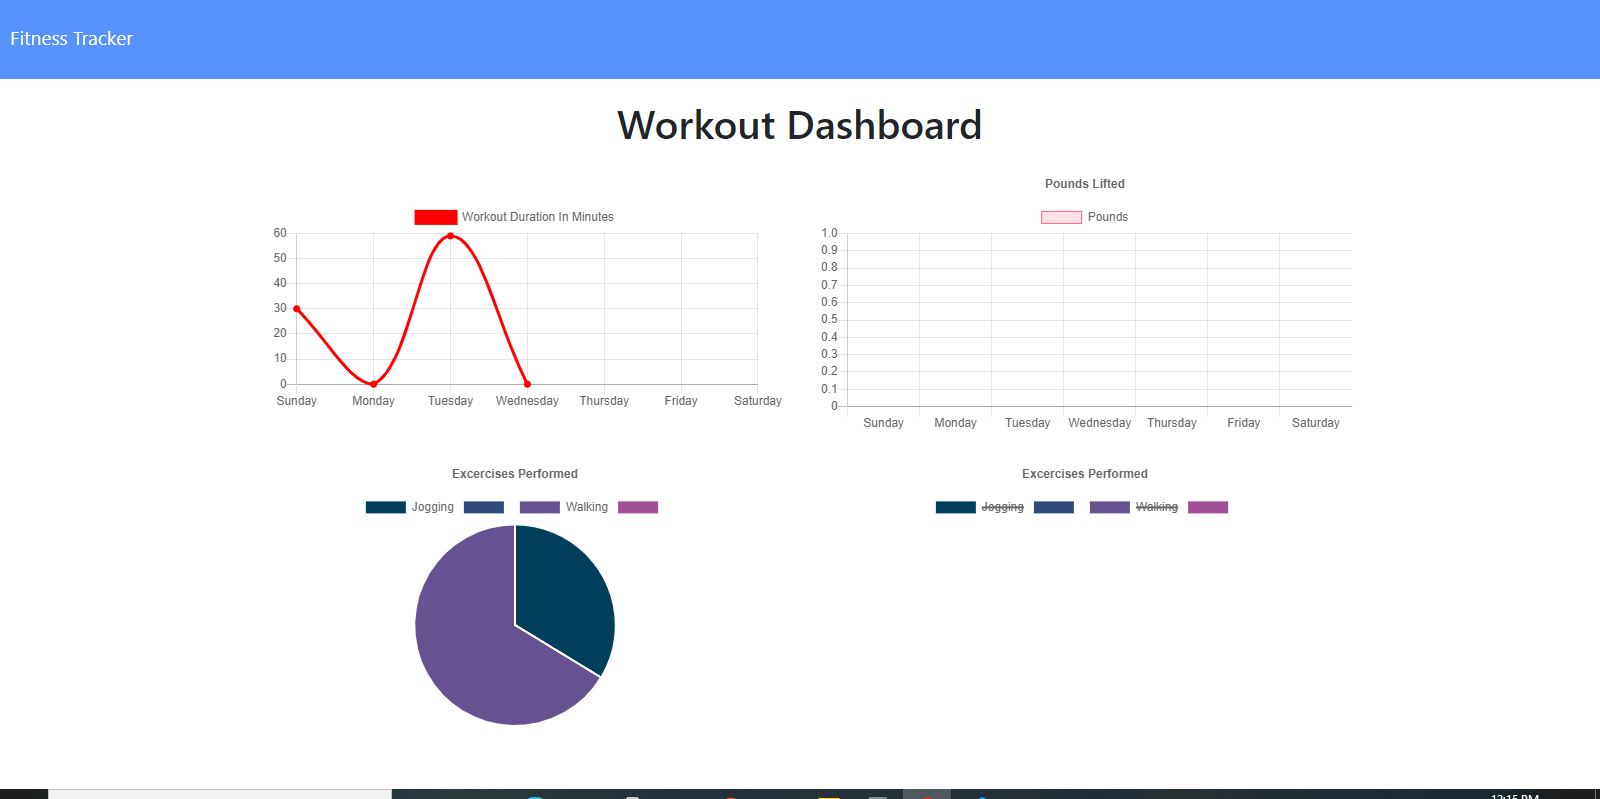 Fitness Tracker
Workout Dashboard
Workout Duration In Minutes
60
50
40
30
20
10
0
Sunday Monday Tuesday Wednesday Thursday Friday Saturday
Pounds Lifted
Pounds
1.0
0.9
0.8
0.7
0.6
0.5
0.4
0.3
0.2
0.1
0
Sunday Monday Tuesday Wednesday Thursday Friday Saturday
Excercises Performed
Jogging Walking
Excercises Performed
Jogging Walking
12:15 PM